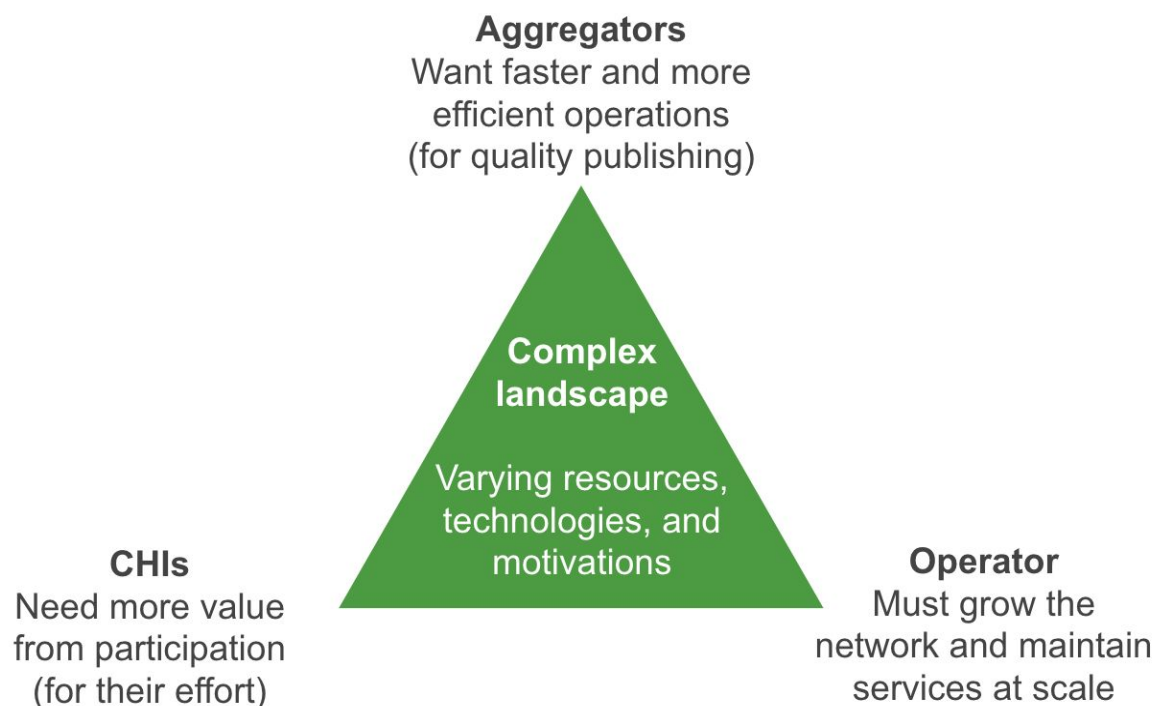 Aggregators
Want faster and more
efficient operations
(for quality publishing)
Complex
landscape
Varying resources,
technologies, and
motivations
CHIs
Need more value
from participation
(for their effort)
Operator
Must grow the
network and maintain
services at scale